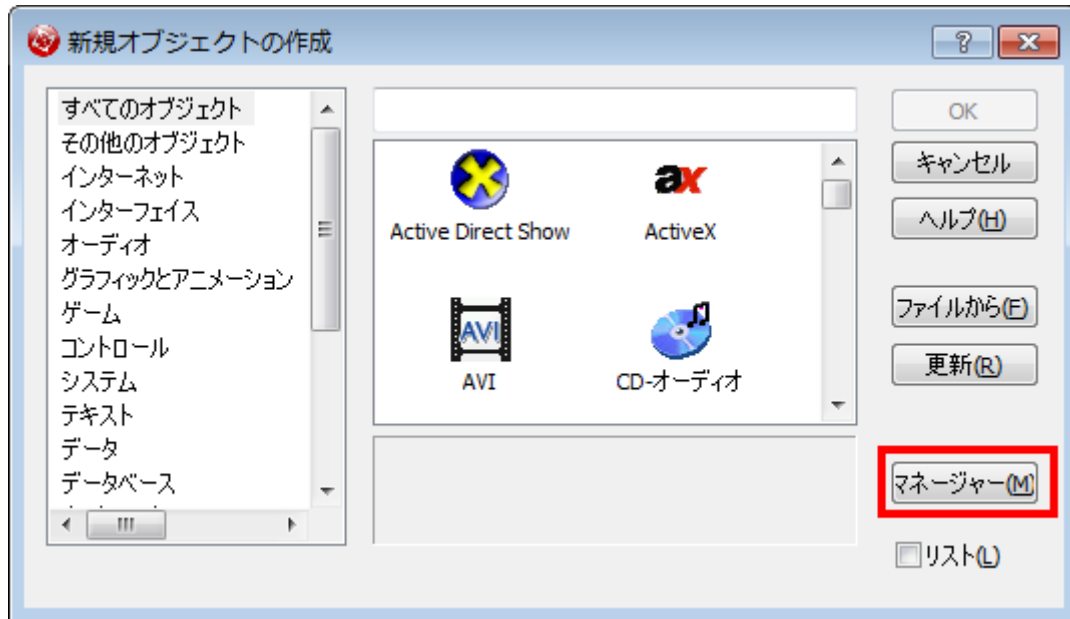 新規オブジェクトの作成
すべてのオブジェクト
その他のオブジェクト
インターネット
インターフェイス
オーディオ
グラフィックとアニメーション
ゲーム
コントロール
システム
テキスト
データ
データベース
Active Direct Show
ax
ActiveX
AVI
AVI
CD-オーディオ
OK
キャンセル
ヘルプ(H)
ファイルから(F)
更新(R)
マネージャー(M)
リスト(L)